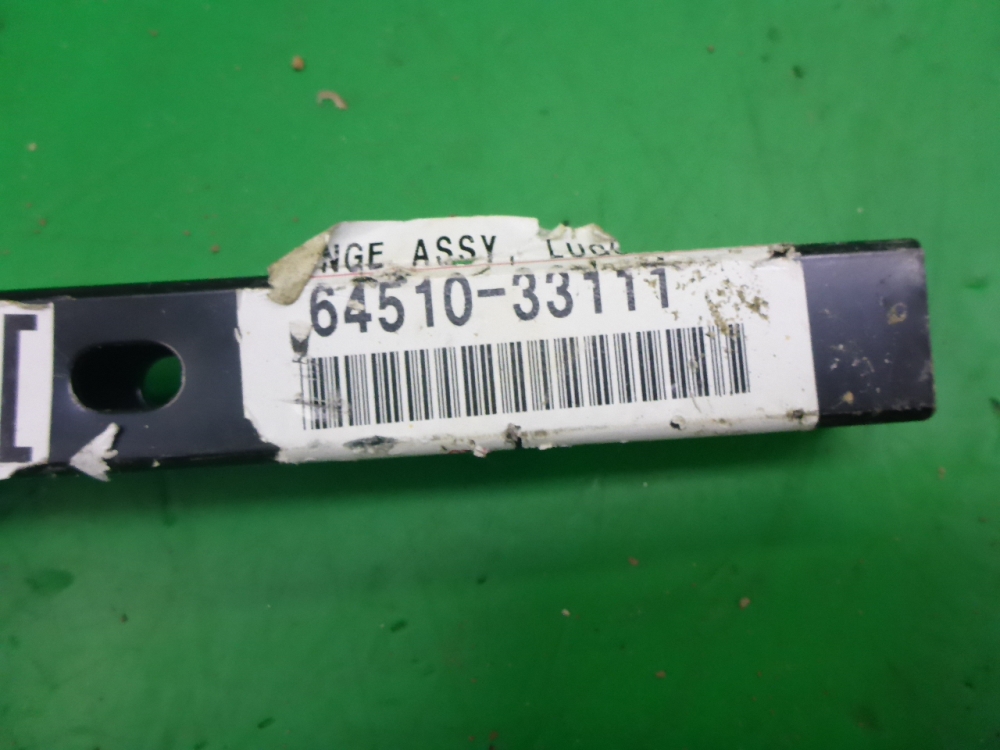 NGE ASSY,
64510-33111
[